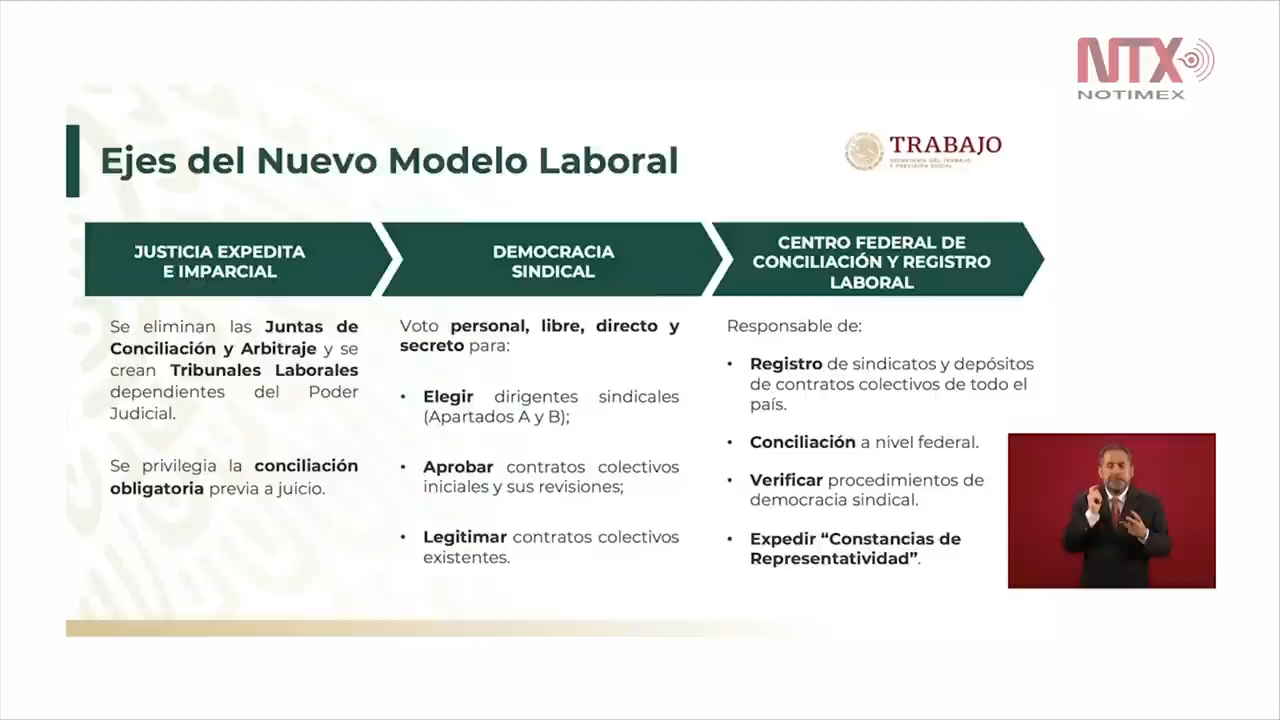 NTX
NOTIMEX
Ejes del Nuevo Modelo Laboral
TRABAJO
SECRETARÍA DEL TRABAJO
Y PREVISIÓN SOCIAL
JUSTICIA EXPEDITA
E IMPARCIAL
Se eliminan las Juntas de
Conciliación y Arbitraje y se
crean Tribunales Laborales
dependientes del Poder
Judicial.
Se privilegia la conciliación
obligatoria previa a juicio.
DEMOCRACIA
SINDICAL
Voto personal, libre, directo y
secreto para:
• Elegir dirigentes sindicales
(Apartados A y B);
• Aprobar contratos colectivos
iniciales y sus revisiones;
• Legitimar contratos colectivos
existentes.
CENTRO FEDERAL DE
CONCILIACIÓN Y REGISTRO
LABORAL
Responsable de:
• Registro de sindicatos y depósitos
de contratos colectivos de todo el
país.
• Conciliación a nivel federal.
• Verificar procedimientos de
democracia sindical.
• Expedir “Constancias de
Representatividad”.